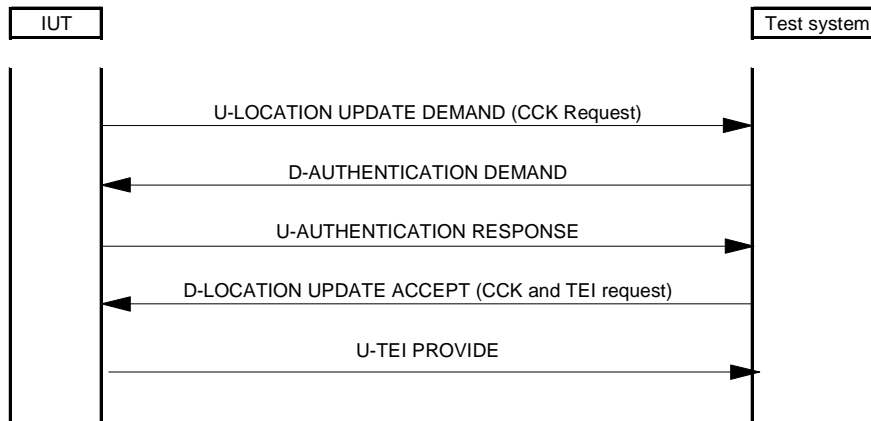 IUT
Test system
U-LOCATION UPDATE DEMAND (CCK Request)
D-AUTHENTICATION DEMAND
U-AUTHENTICATION RESPONSE
D-LOCATION UPDATE ACCEPT (CCK and TEI request)
U-TEI PROVIDE